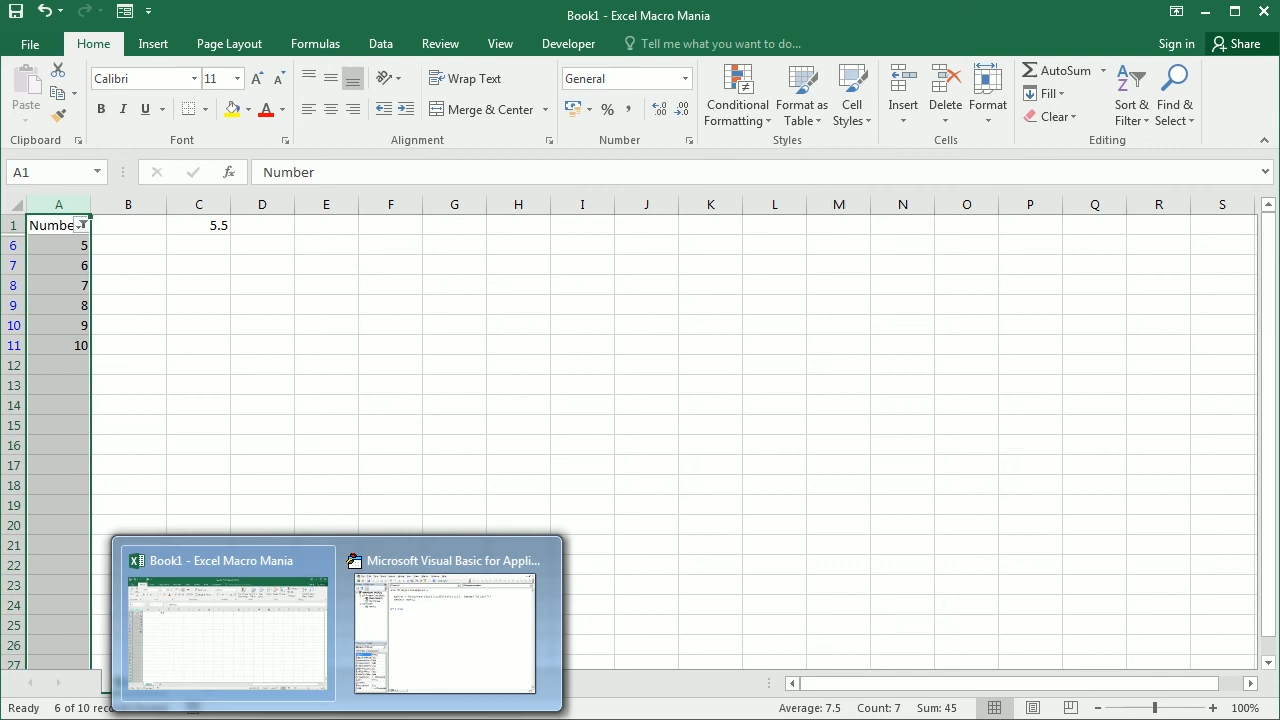 Book1 - Excel Macro Mania
File Home Insert Page Layout Formulas Data Review View Developer Tell me what you want to do... Sign in Share
Paste
Clipboard
Calibri 11
B I U A
Font
Wrap Text
Merge & Center
Alignment
General
%
Number
Conditional Formatting
Format as Table
Cell Styles
Styles
Insert Delete Format
Cells
AutoSum
Fill
Clear
Sort & Filter
Find & Select
Editing
A1 fx Number
A B C D E F G H I J K L M N O P Q R S
1 Numbe 5.5
6 5
7 6
8 7
9 8
10 9
11 10
12
13
14
15
16
17
18
19
20
21
22
23
24
25
26
27
Book1 - Excel Macro Mania
Microsoft Visual Basic for Appli...
Ready 6 of 10 Average: 7.5 Count: 7 Sum: 45 100%